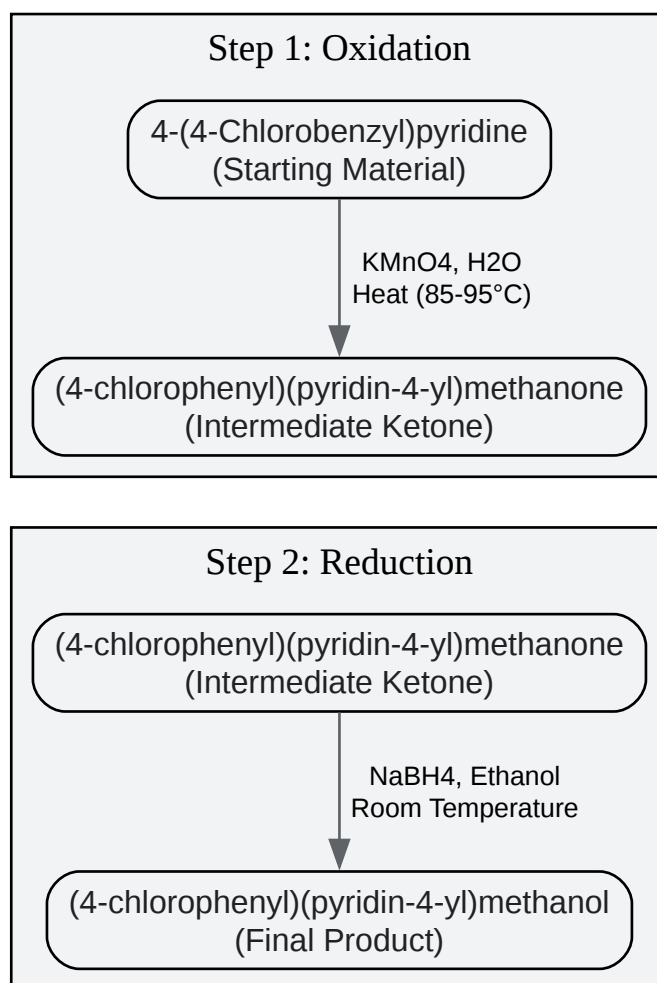 Step 1: Oxidation
4-(4-Chlorobenzyl)pyridine
(Starting Material)
KMnO4, H2O
Heat (85-95°C)
(4-chlorophenyl)(pyridin-4-yl)methanone
(Intermediate Ketone)
Step 2: Reduction
(4-chlorophenyl)(pyridin-4-yl)methanone
(Intermediate Ketone)
NaBH4, Ethanol
Room Temperature
(4-chlorophenyl)(pyridin-4-yl)methanol
(Final Product)